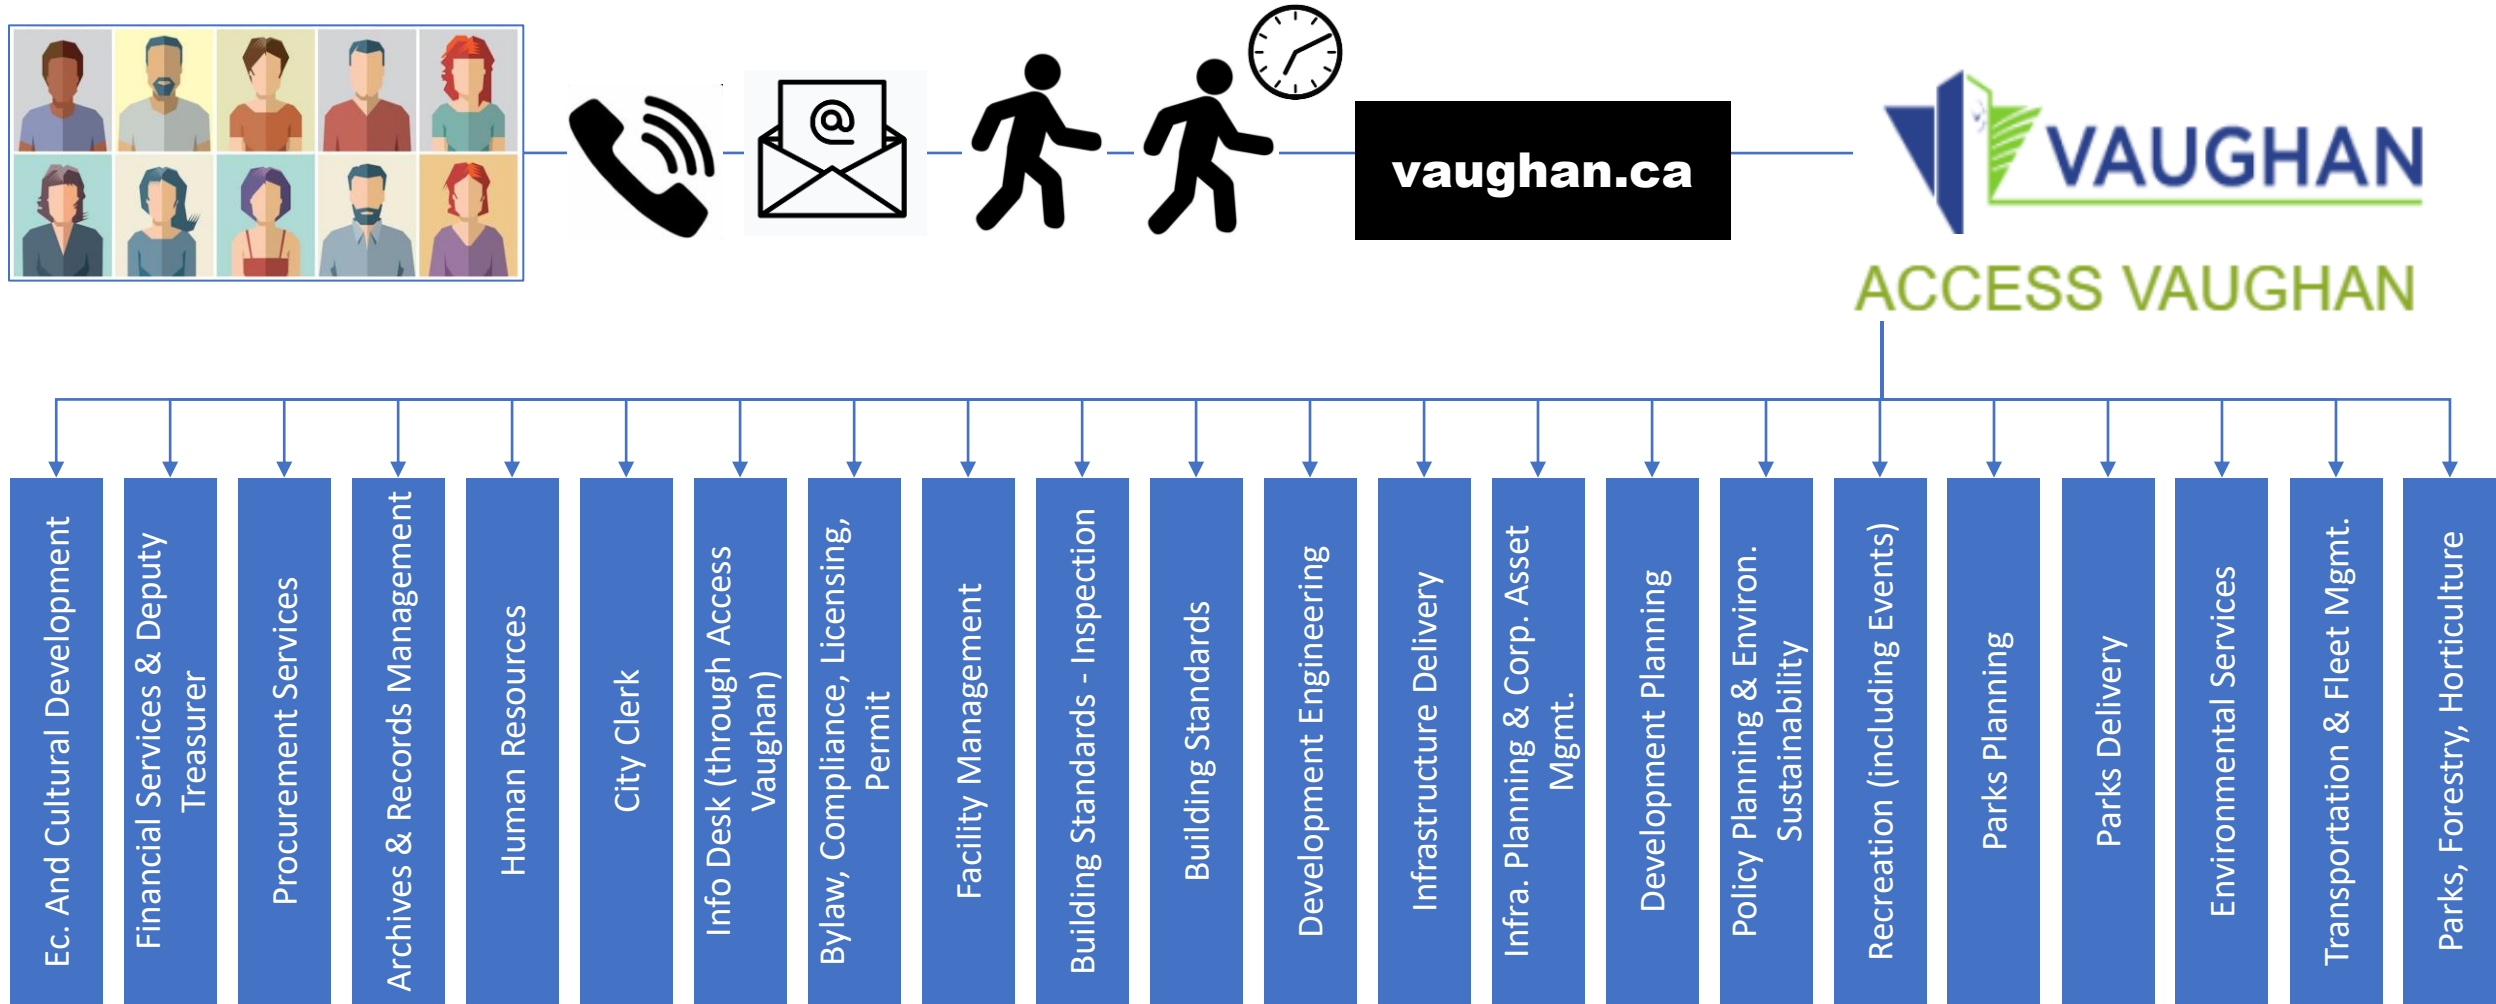 @
vaughan.ca
VAUGHAN
ACCESS VAUGHAN
Ec. And Cultural Development
Financial Services & Deputy
Treasurer
Procurement Services
Archives & Records Management
Human Resources
City Clerk
Info Desk (through Access
Vaughan)
Bylaw, Compliance, Licensing,
Permit
Facility Management
Building Standards - Inspection
Building Standards
Development Engineering
Infrastructure Delivery
Infra. Planning & Corp. Asset
Mgmt.
Development Planning
Policy Planning & Environ.
Sustainability
Recreation (including Events)
Parks Planning
Parks Delivery
Environmental Services
Transportation & Fleet Mgmt.
Parks, Forestry, Horticulture